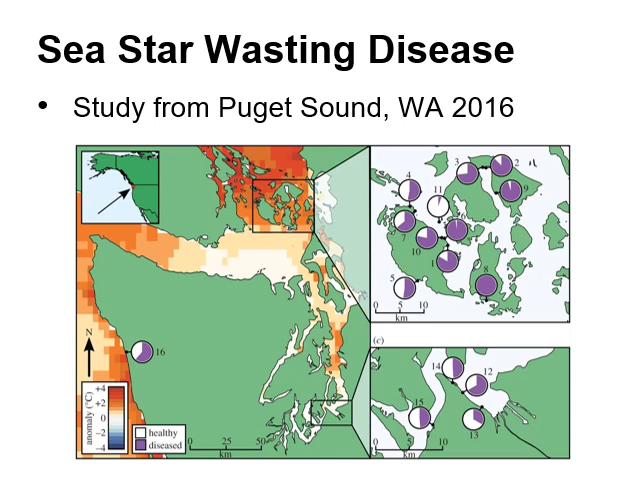 Sea Star Wasting Disease
• Study from Puget Sound, WA 2016
3
2
4
9
11
6
7
10
1
5
8
0 5 10
km
N
16
(c)
14
12
15
13
+4
+2
0
−2
−4
anomaly (°C)
healthy
diseased
0 25 50
km
0 5 10
km